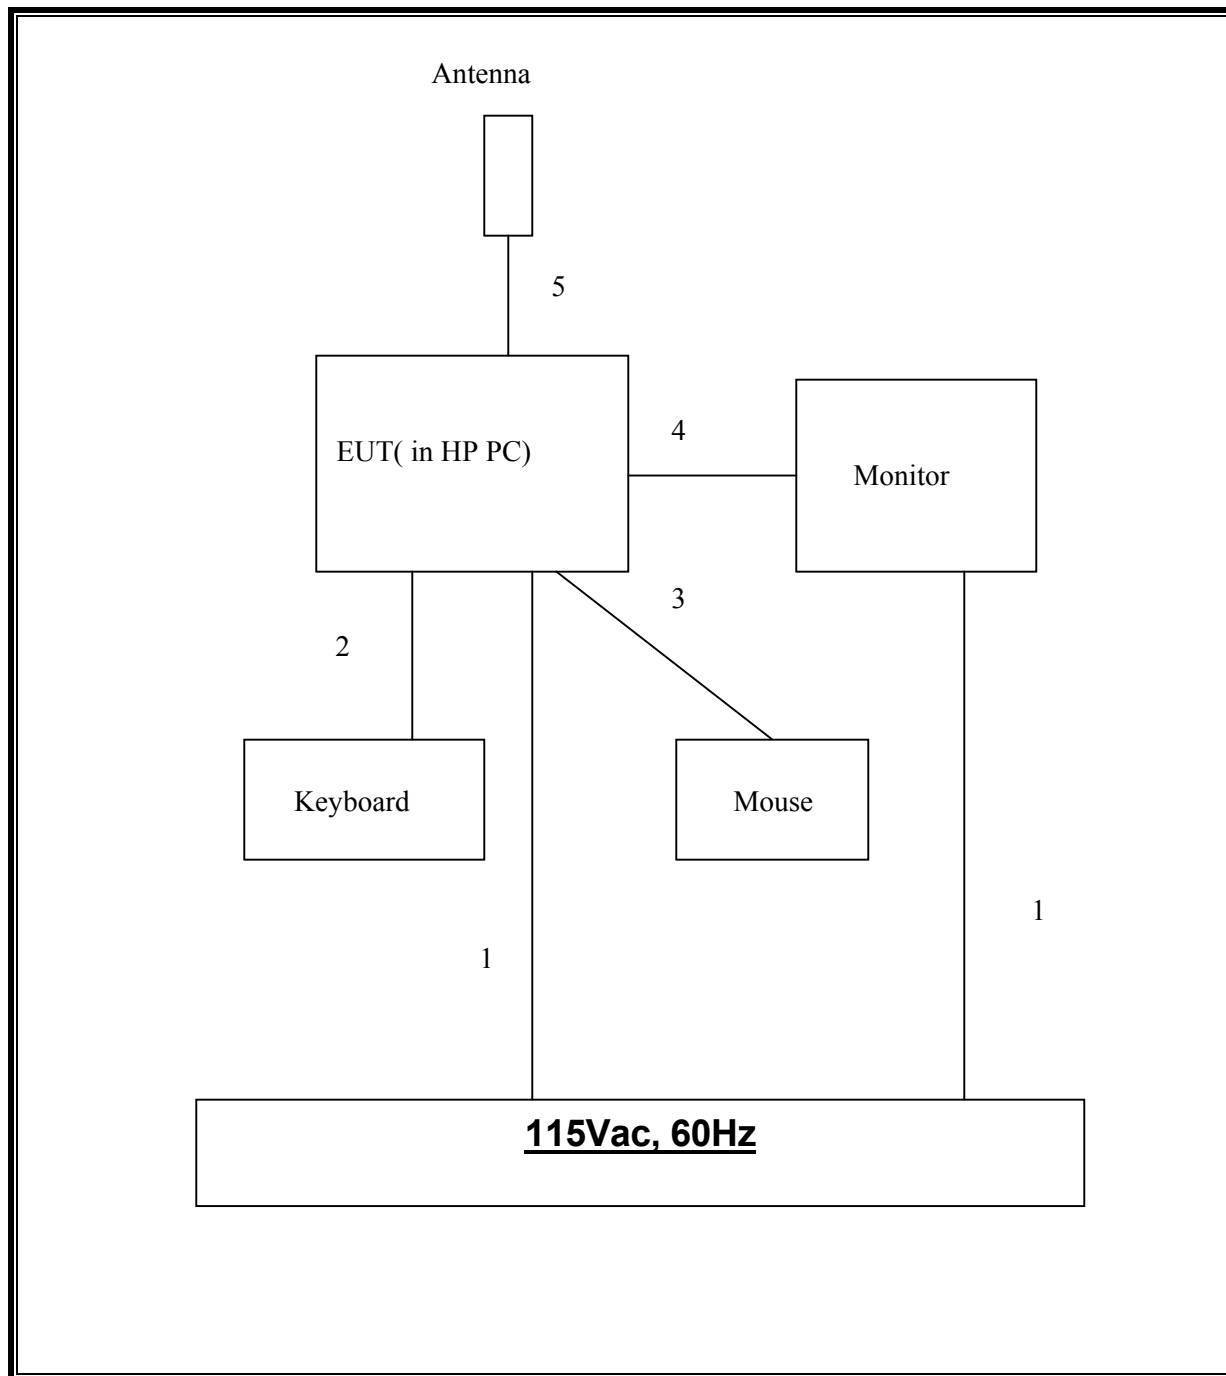 Antenna
5
EUT( in HP PC)
4
Monitor
3
2
Keyboard
Mouse
1
1
115Vac, 60Hz